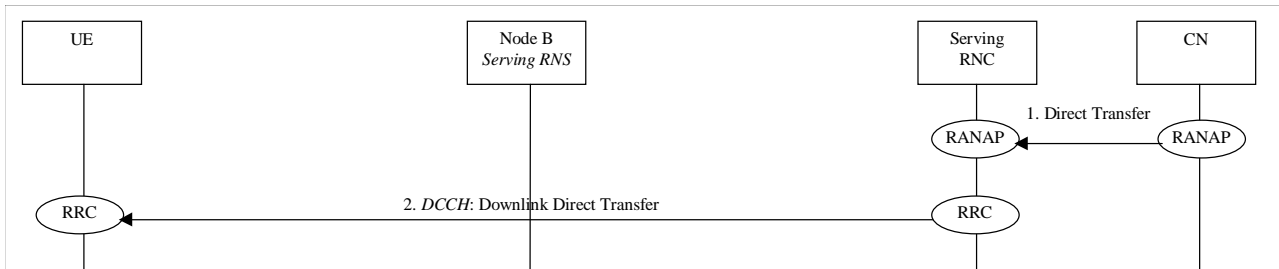 UE
Node B
Serving RNS
Serving
RNC
CN
1. Direct Transfer
RANAP
RANAP
RRC
2. DCCH: Downlink Direct Transfer
RRC